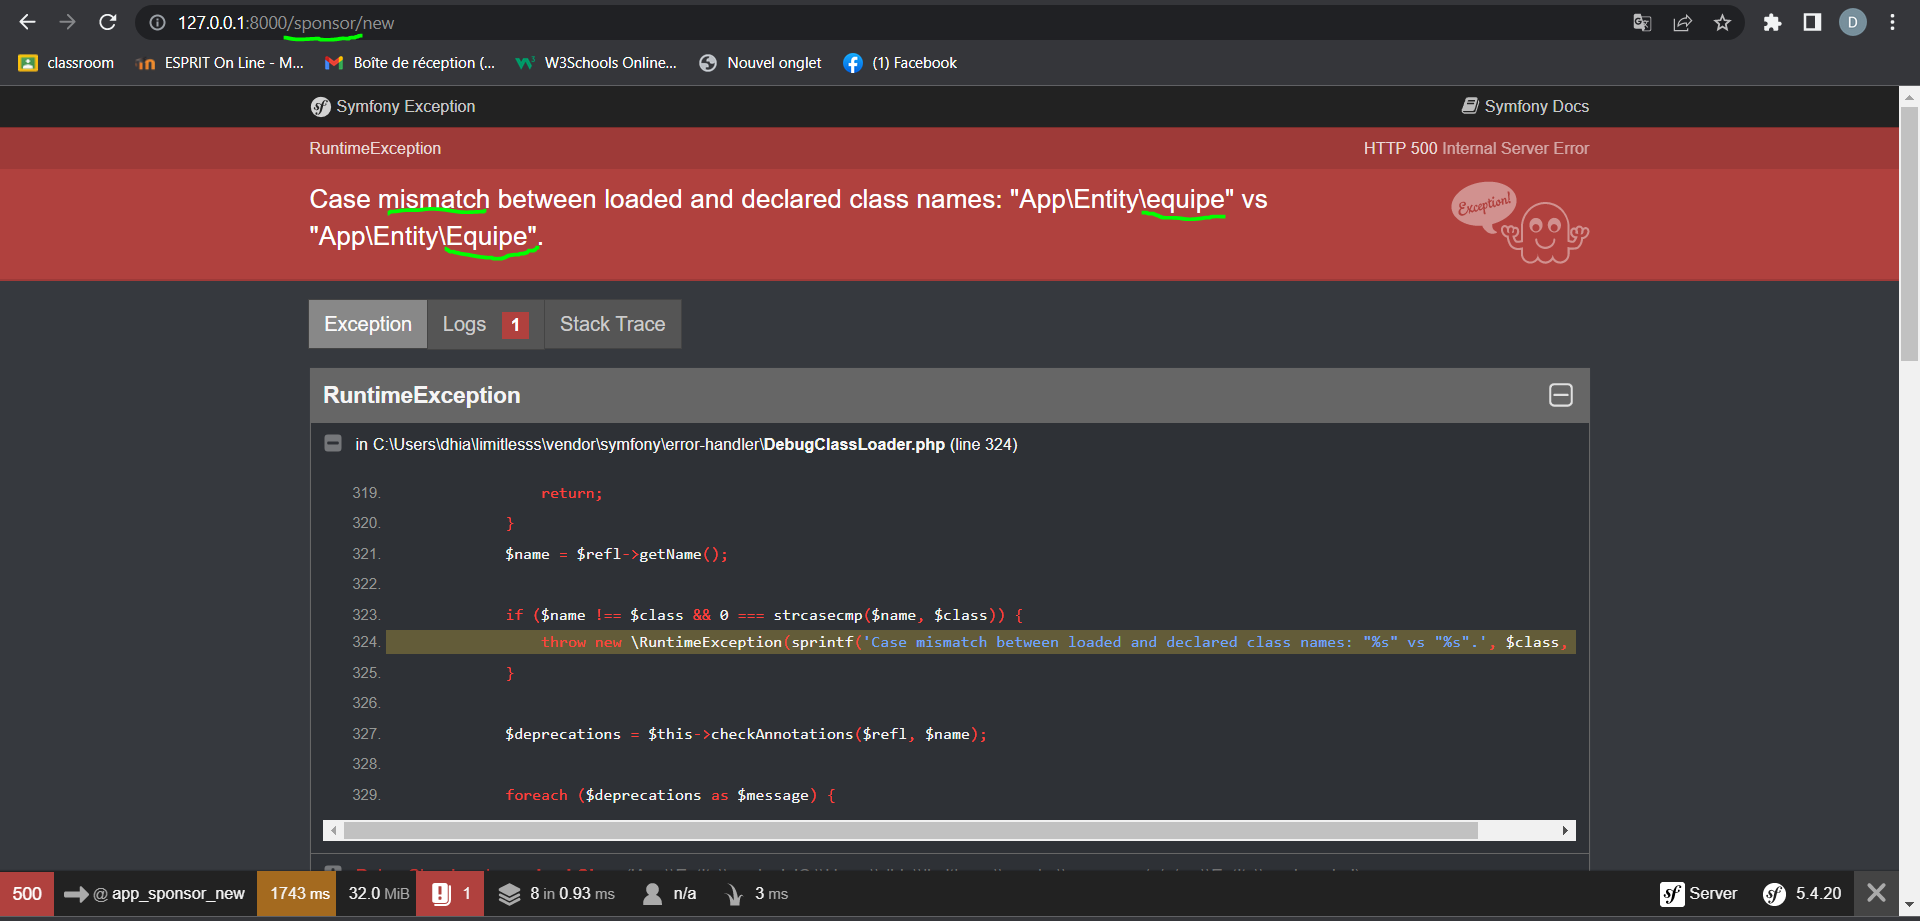 127.0.0.1:8000/sponsor/new
D
classroom
ESPRIT On Line - M...
Boîte de réception (...
W3Schools Online...
Nouvel onglet
(1) Facebook
sf Symfony Exception
Symfony Docs
RuntimeException
HTTP 500 Internal Server Error
Case mismatch between loaded and declared class names: "App\Entity\equipe" vs
"App\Entity\Equipe".
Exception!
Exception
Logs 1
Stack Trace
RuntimeException
in C:\Users\dhia\limitlesss\vendor\symfony\error-handler\DebugClassLoader.php (line 324)
319. return;
320. }
321. $name = $refl->getName();
322.
323. if ($name !== $class && 0 === strcasecmp($name, $class)) {
324. throw new \RuntimeException(sprintf('Case mismatch between loaded and declared class names: "%s" vs "%s".', $class,
325. }
326.
327. $deprecations = $this->checkAnnotations($refl, $name);
328.
329. foreach ($deprecations as $message) {
500 @ app_sponsor_new 1743 ms 32.0 MiB 1 8 in 0.93 ms n/a 3 ms sf Server sf 5.4.20